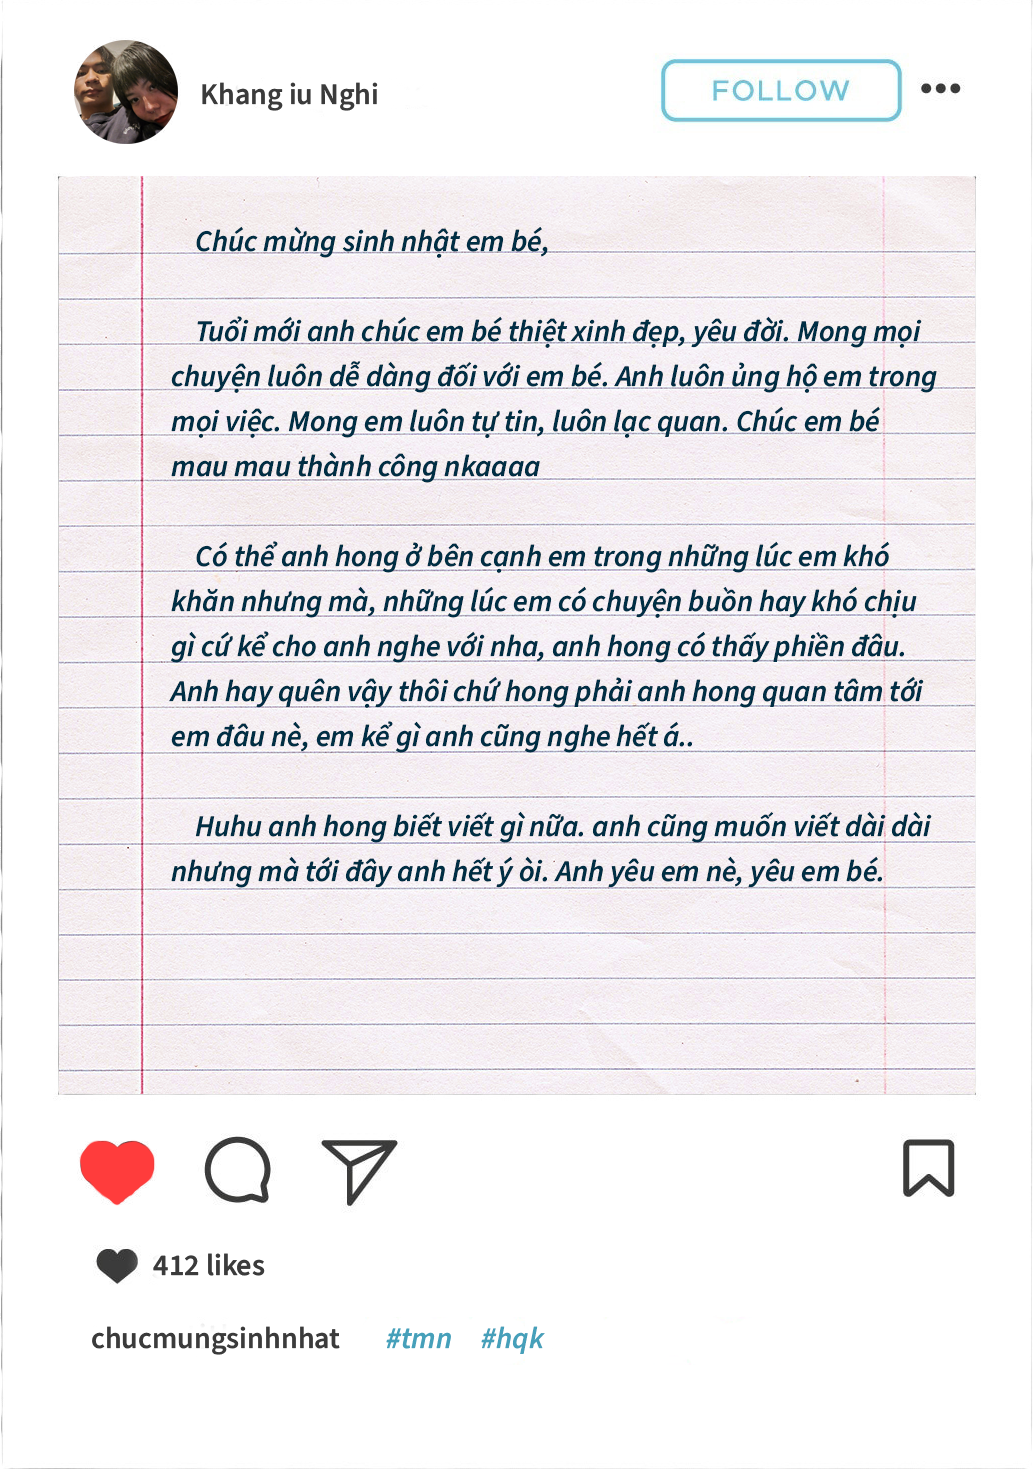 Khang iu Nghi
FOLLOW
Chúc mừng sinh nhật em bé,
Tuổi mới anh chúc em bé thiệt xinh đẹp, yêu đời. Mong mọi
chuyện luôn dễ dàng đối với em bé. Anh luôn ủng hộ em trong
mọi việc. Mong em luôn tự tin, luôn lạc quan. Chúc em bé
mau mau thành công nkaaaa
Có thể anh hong ở bên cạnh em trong những lúc em khó
khăn nhưng mà, những lúc em có chuyện buồn hay khó chịu
gì cứ kể cho anh nghe với nha, anh hong có thấy phiền đâu.
Anh hay quên vậy thôi chứ hong phải anh hong quan tâm tới
em đâu nè, em kể gì anh cũng nghe hết á..
Huhu anh hong biết viết gì nữa. anh cũng muốn viết dài dài
nhưng mà tới đây anh hết ý òi. Anh yêu em nè, yêu em bé.
412 likes
chucmungsinhnhat #tmn #hqk